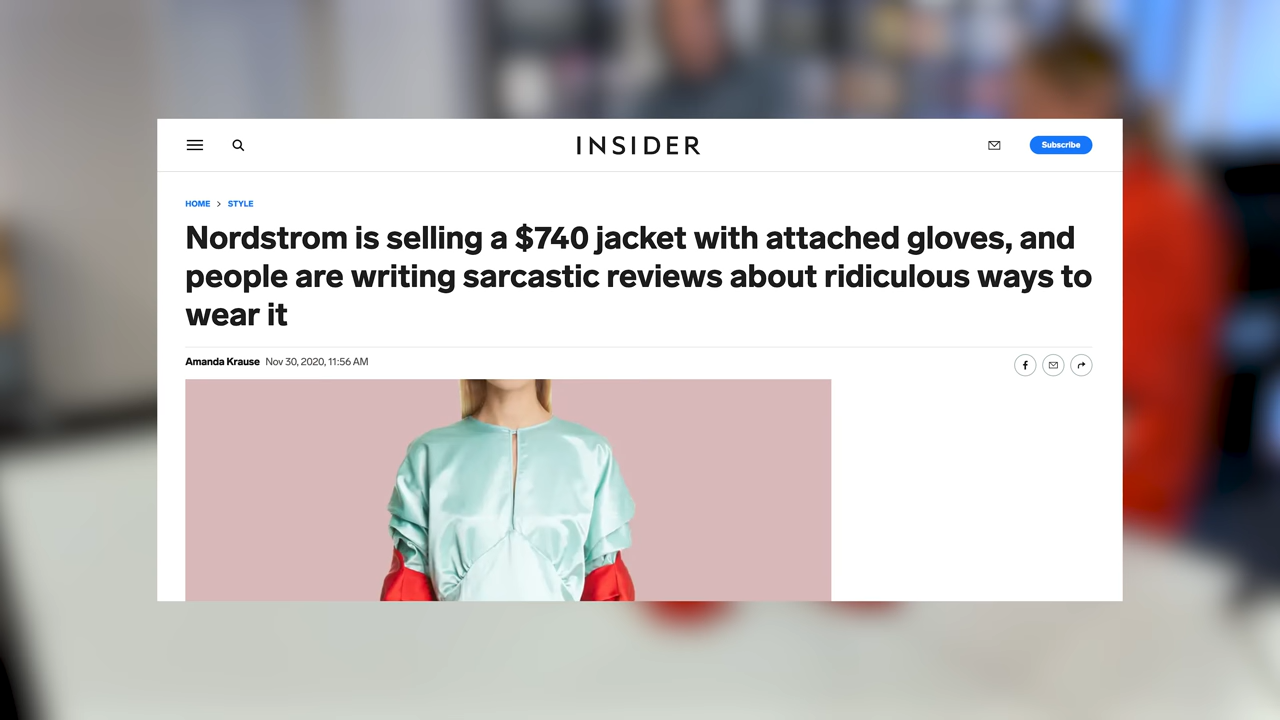 INSIDER
Subscribe
HOME > STYLE
Nordstrom is selling a $740 jacket with attached gloves, and
people are writing sarcastic reviews about ridiculous ways to
wear it
Amanda Krause Nov 30, 2020, 11:56 AM